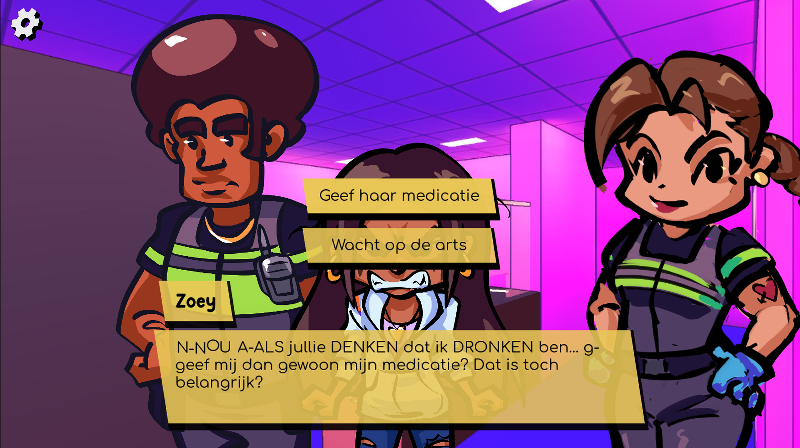 Geef haar medicatie
Wacht op de arts
Zoey
N-NOU A-ALS jullie DENKEN dat ik DRONKEN ben... g-
geef mij dan gewoon mijn medicatie? Dat is toch
belangrijk?